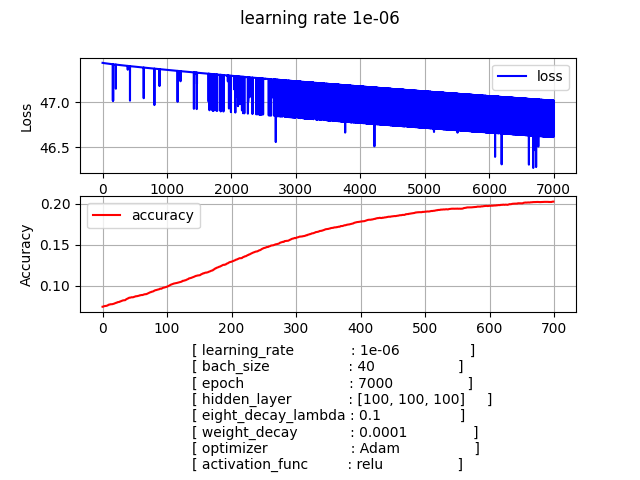 learning rate 1e-06
Loss
47.0
46.5
loss
0 1000 2000 3000 4000 5000 6000 7000
Accuracy
0.20
0.15
0.10
accuracy
0 100 200 300 400 500 600 700
[ learning_rate : 1e-06 ]
[ bach_size : 40 ]
[ epoch : 7000 ]
[ hidden_layer : [100, 100, 100] ]
[ eight_decay_lambda : 0.1 ]
[ weight_decay : 0.0001 ]
[ optimizer : Adam ]
[ activation_func : relu ]